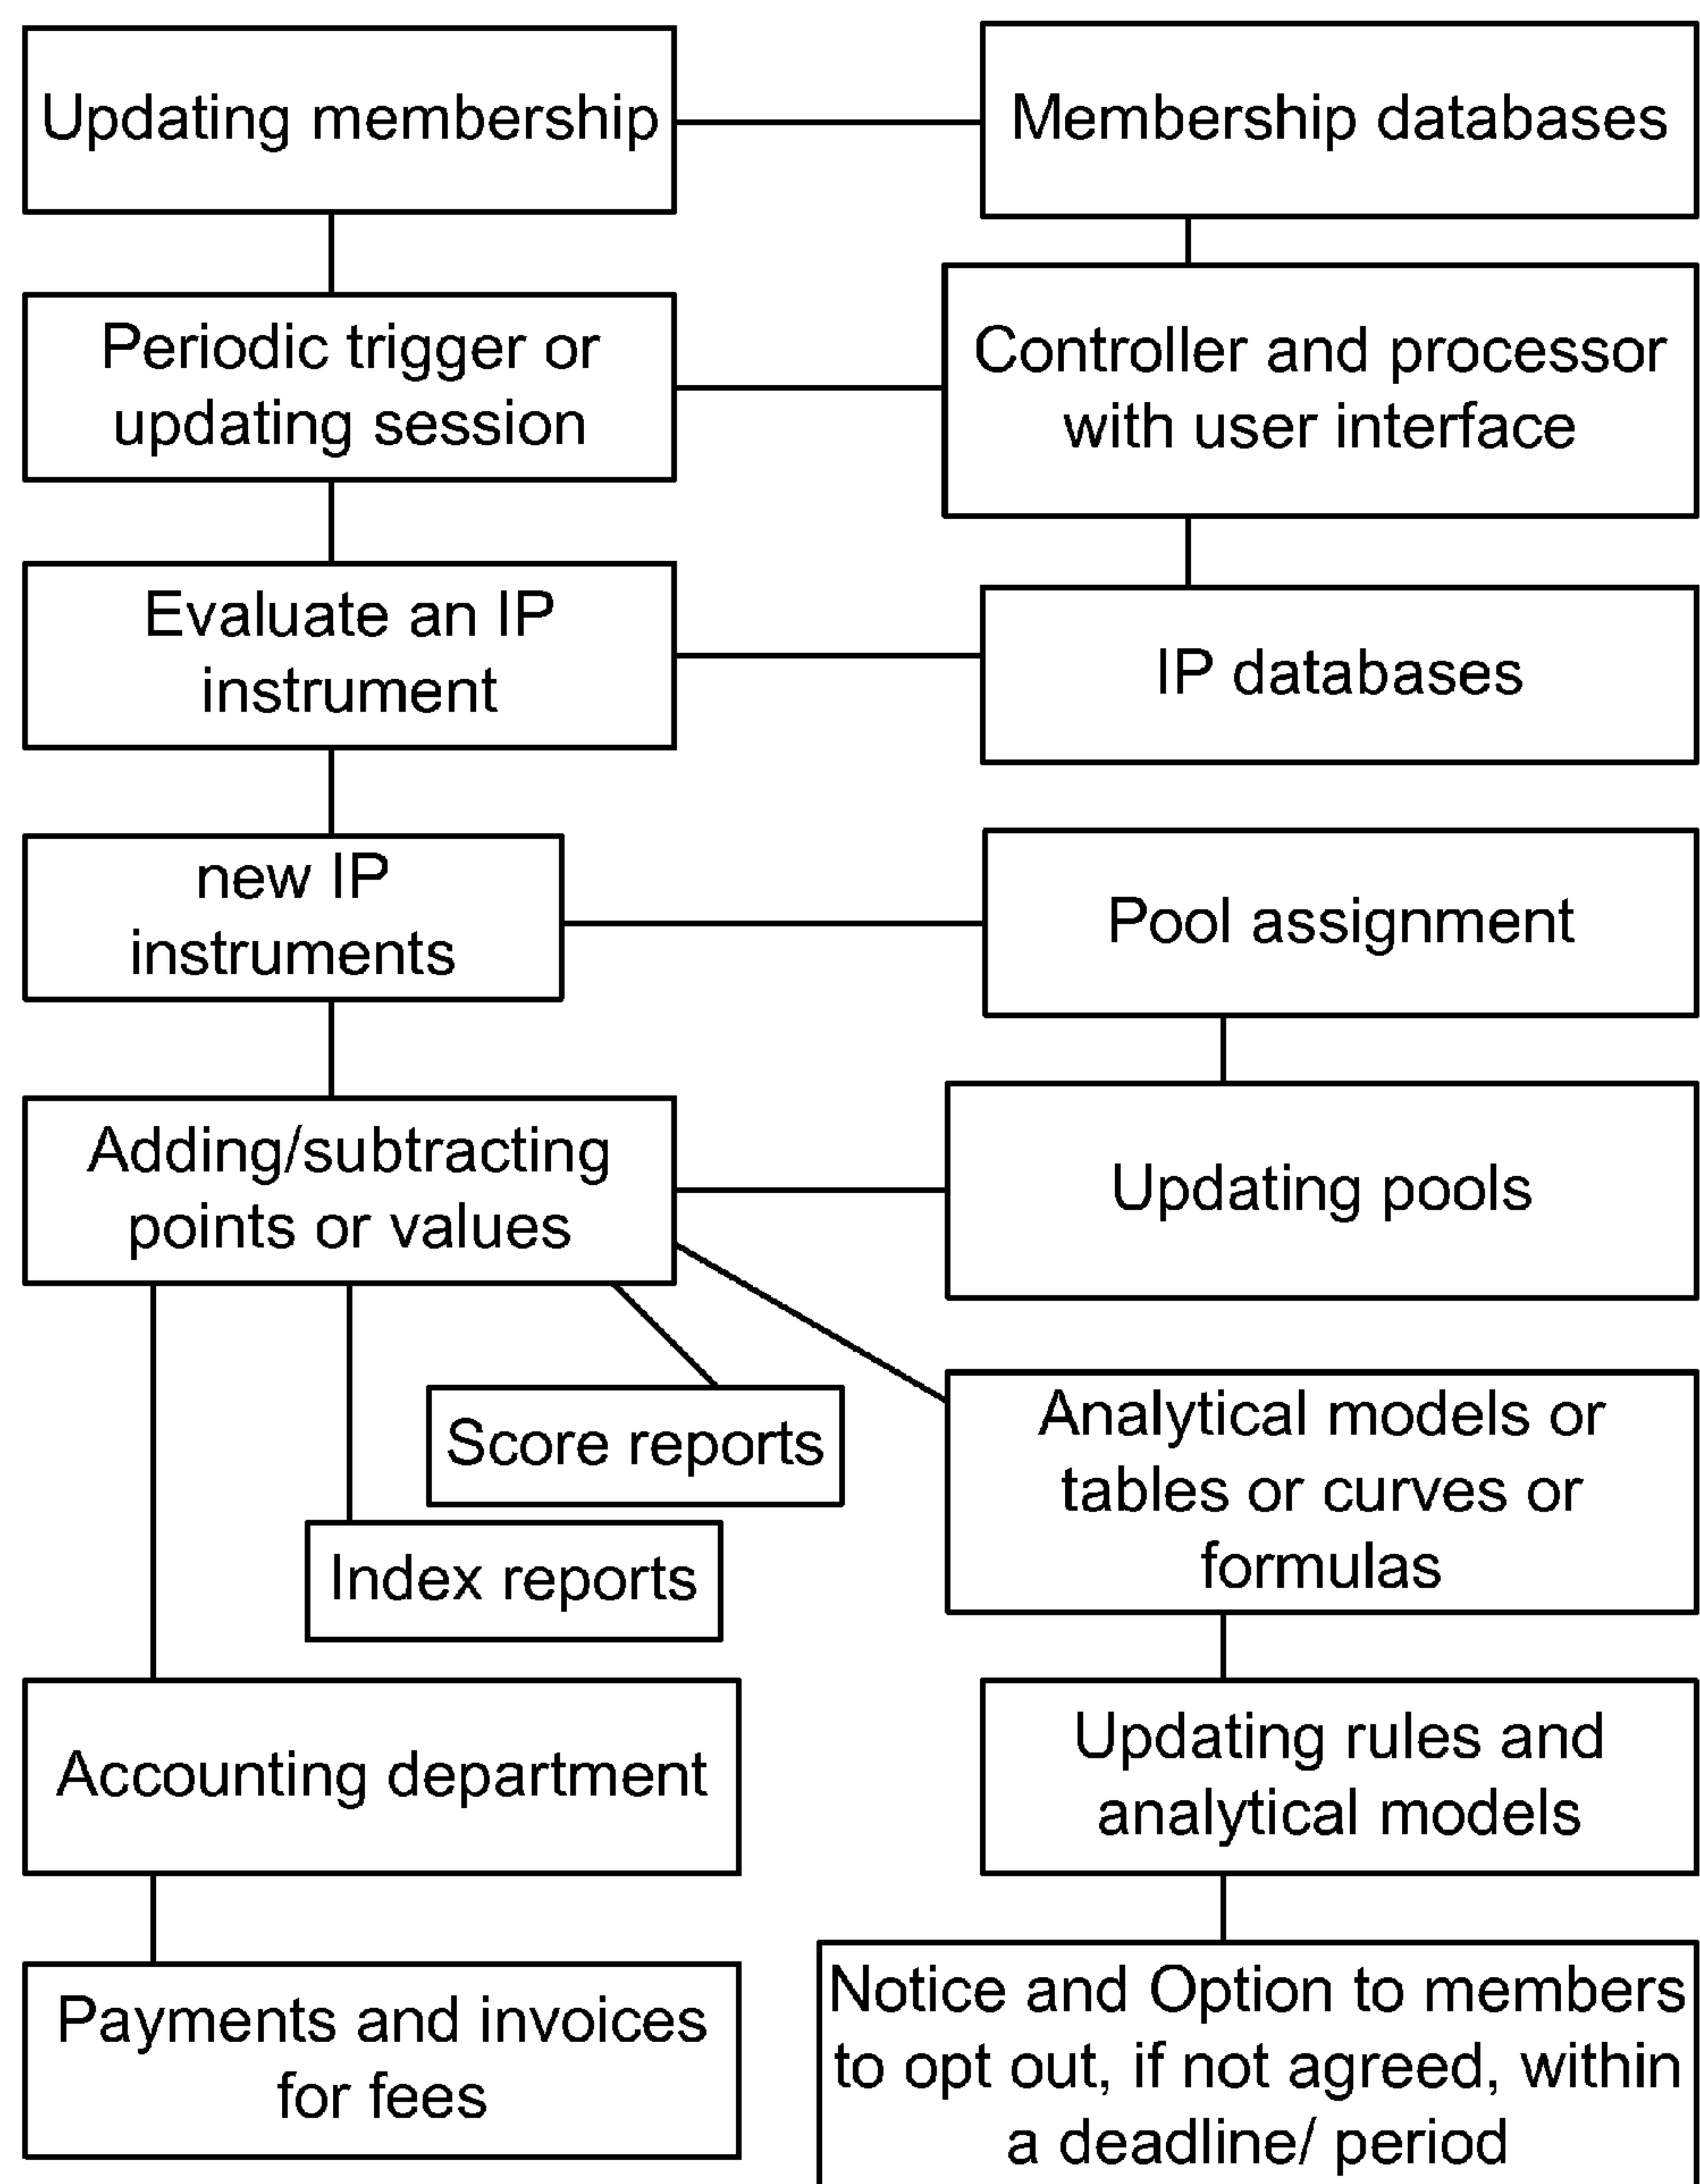 Updating membership
Membership databases
Periodic trigger or
updating session
Controller and processor
with user interface
Evaluate an IP
instrument
IP databases
new IP
instruments
Pool assignment
Adding/subtracting
points or values
Updating pools
Score reports
Analytical models or
tables or curves or
formulas
Index reports
Accounting department
Updating rules and
analytical models
Payments and invoices
for fees
Notice and Option to members
to opt out, if not agreed, within
a deadline/ period